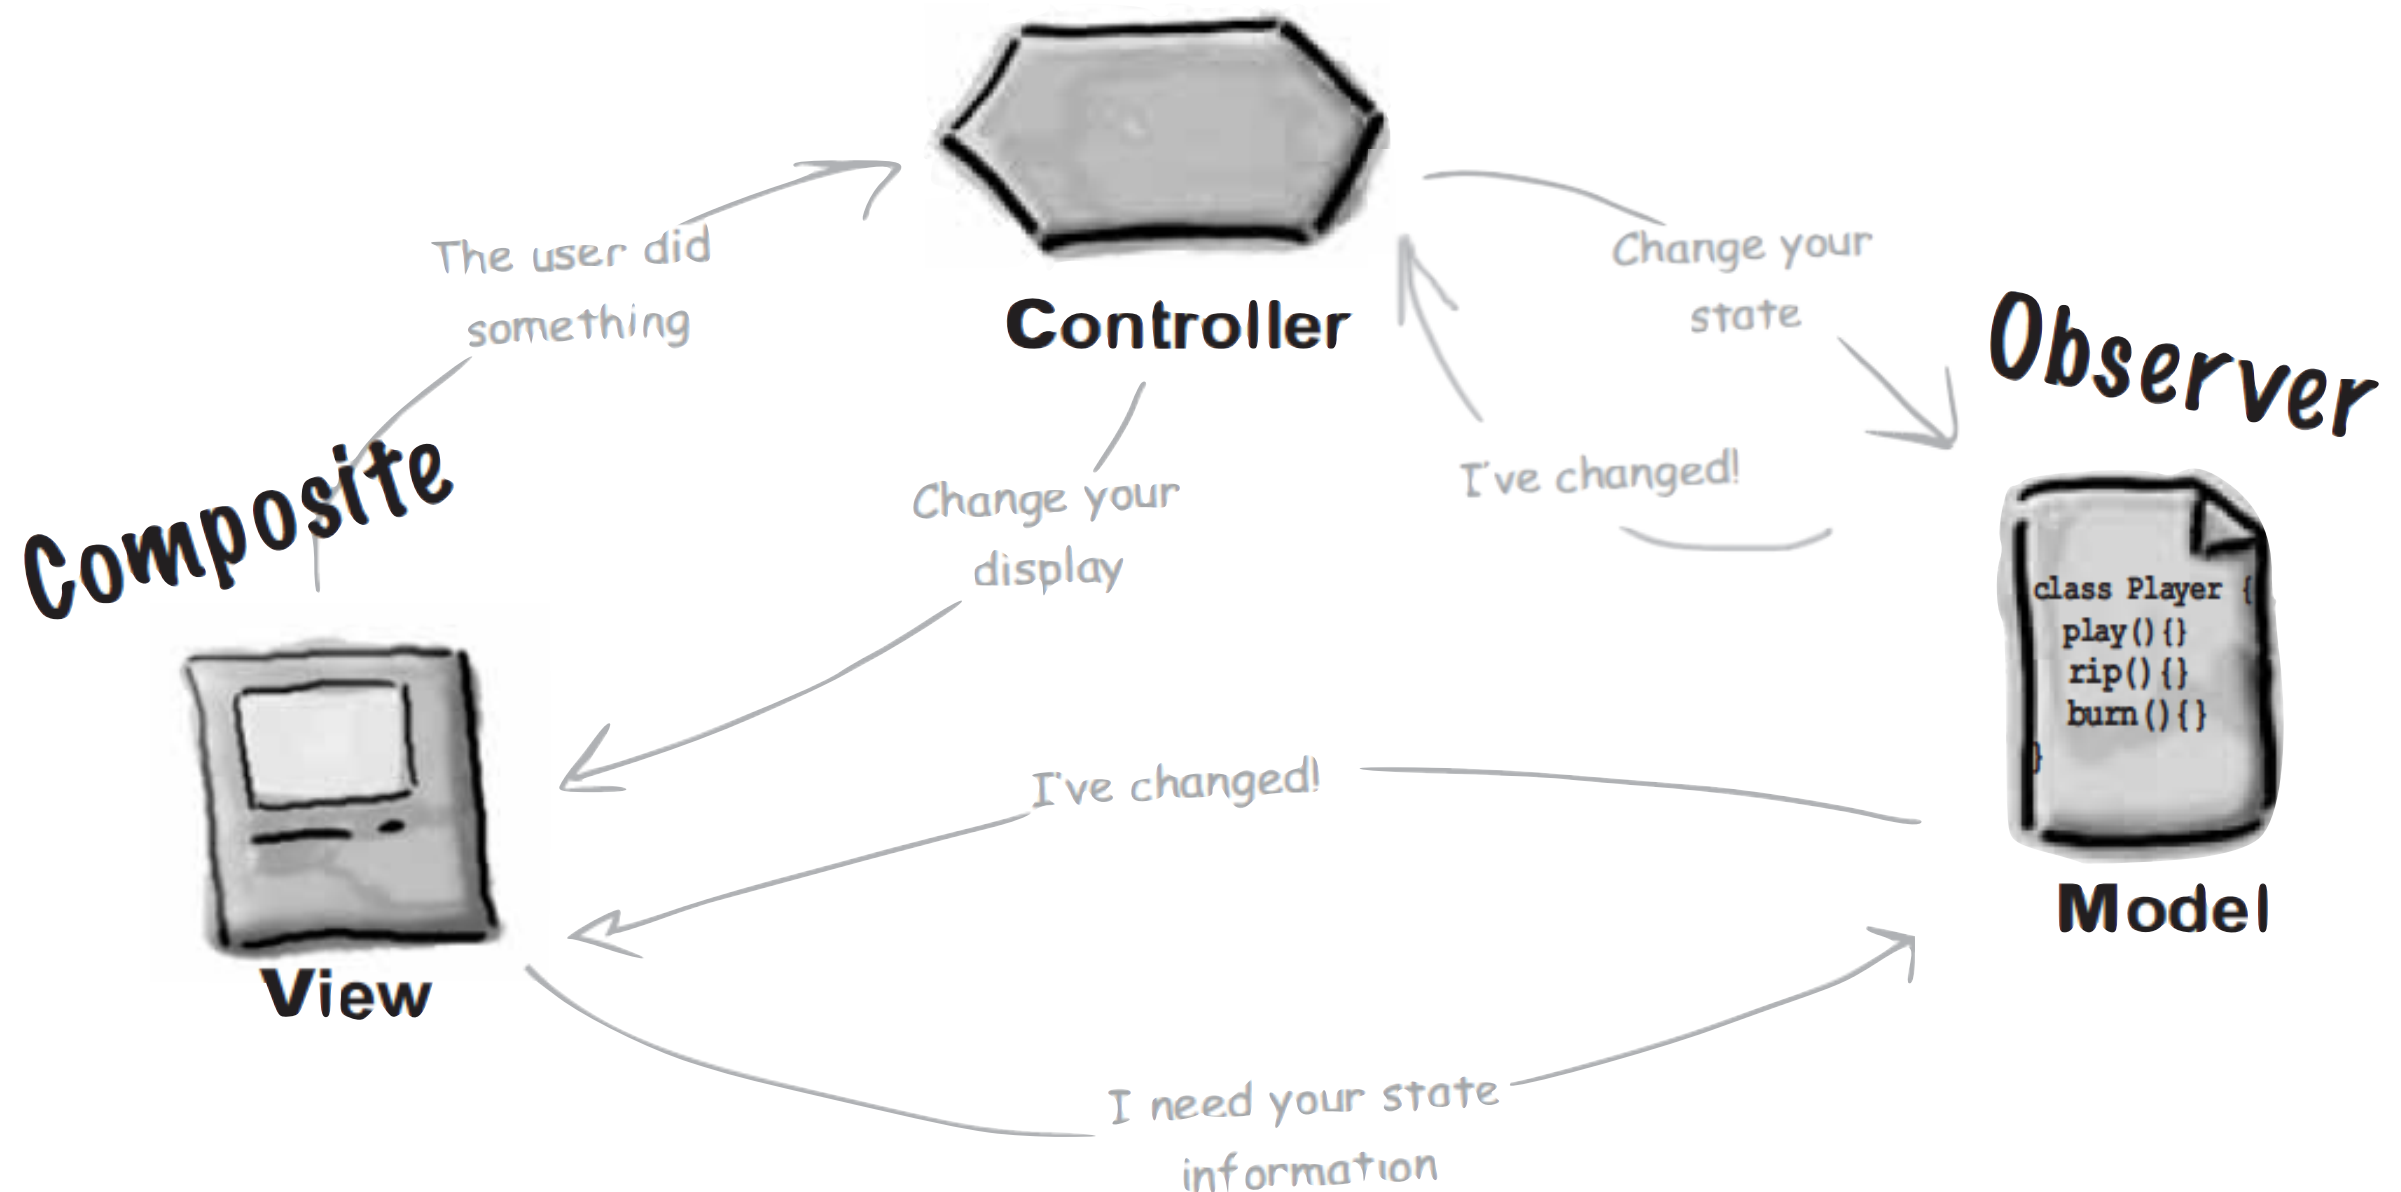 The user did
something
Controller
Change your
state
Observer
Composite
Change your
display
I've changed!
class Player {
play(){}
rip(){}
burn(){}
}
I've changed!
Model
View
I need your state
information